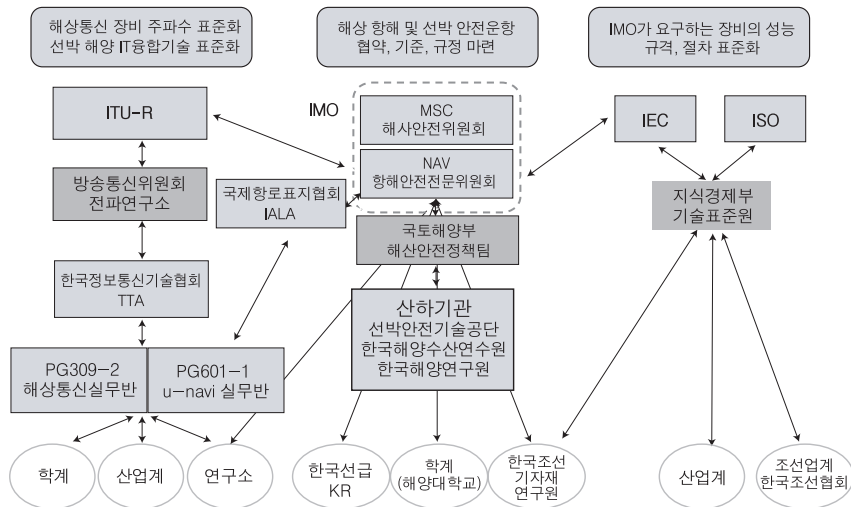 해상통신 장비 주파수 표준화
선박 해양 IT융합기술 표준화
해상 항해 및 선박 안전운항
협약, 기준, 규정 마련
IMO가 요구하는 장비의 성능
규격, 절차 표준화
ITU-R
IMO
MSC
해사안전위원회
NAV
항해안전전문위원회
IEC
ISO
방송통신위원회
전파연구소
국제항로표지협회
IALA
지식경제부
기술표준원
국토해양부
해산안전정책팀
한국정보통신기술협회
TTA
산하기관
선박안전기술공단
한국해양수산연수원
한국해양연구원
PG309-2
해상통신실무반
PG601-1
u-navi 실무반
학계
산업계
연구소
한국선급
KR
학계
(해양대학교)
한국조선
기자재
연구원
산업계
조선업계
한국조선협회